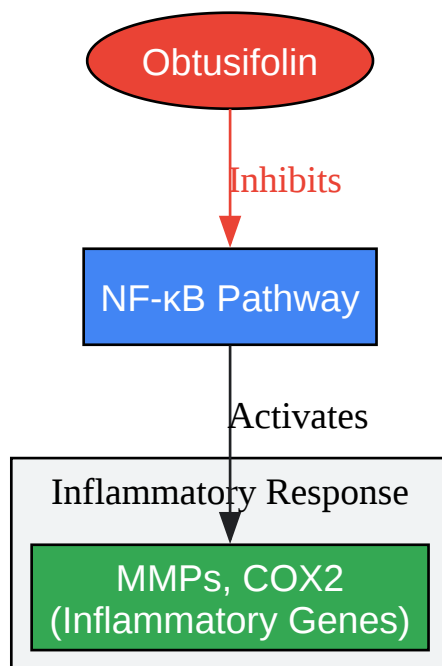 Obtusifolin
Inhibits
NF-κB Pathway
Activates
Inflammatory Response
MMPs, COX2
(Inflammatory Genes)